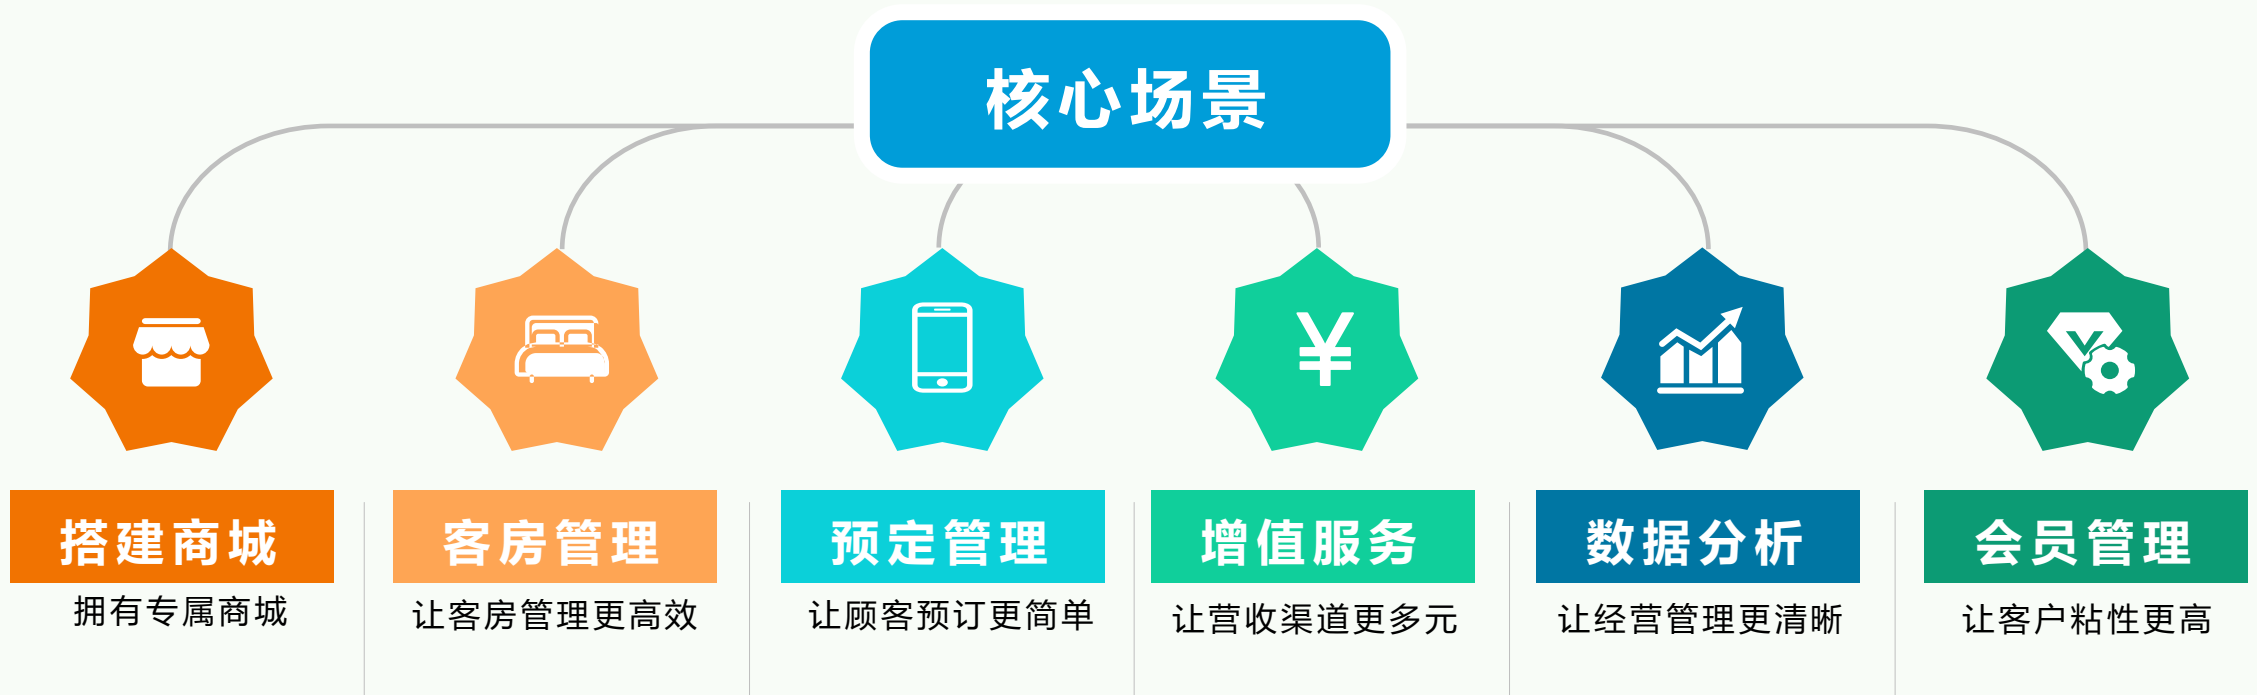 核心场景
搭建商城
客房管理
预定管理
增值服务
数据分析
会员管理
拥有专属商城
让客房管理更高效
让顾客预订更简单
让营收渠道更多元
让经营管理更清晰
让客户粘性更高